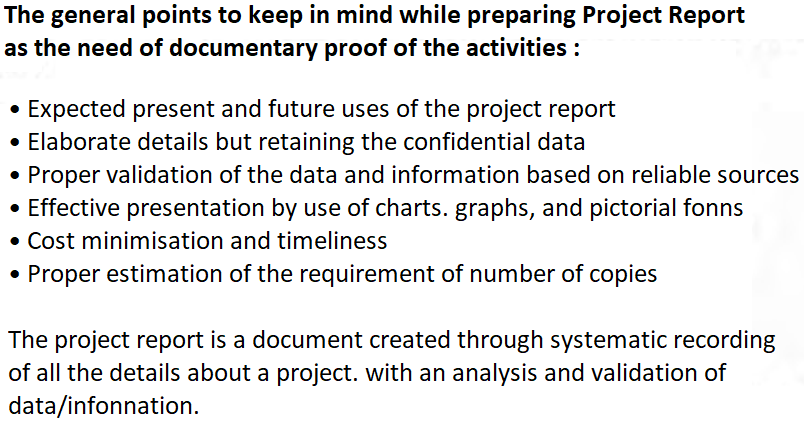 The general points to keep in mind while preparing Project Report
as the need of documentary proof of the activities :
• Expected present and future uses of the project report
• Elaborate details but retaining the confidential data
• Proper validation of the data and information based on reliable sources
• Effective presentation by use of charts. graphs, and pictorial fonns
• Cost minimisation and timeliness
• Proper estimation of the requirement of number of copies
The project report is a document created through systematic recording
of all the details about a project. with an analysis and validation of
data/infonnation.